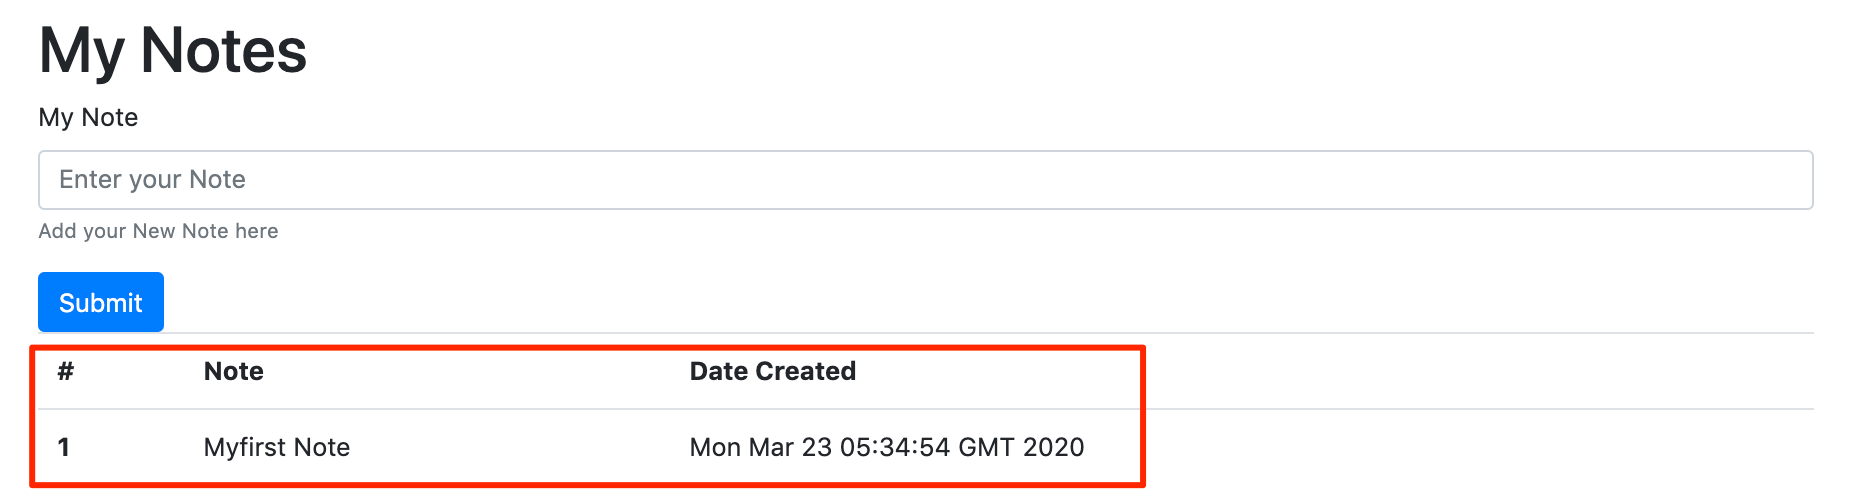 My Notes
My Note
Enter your Note
Add your New Note here
Submit
# Note Date Created
1 Myfirst Note Mon Mar 23 05:34:54 GMT 2020